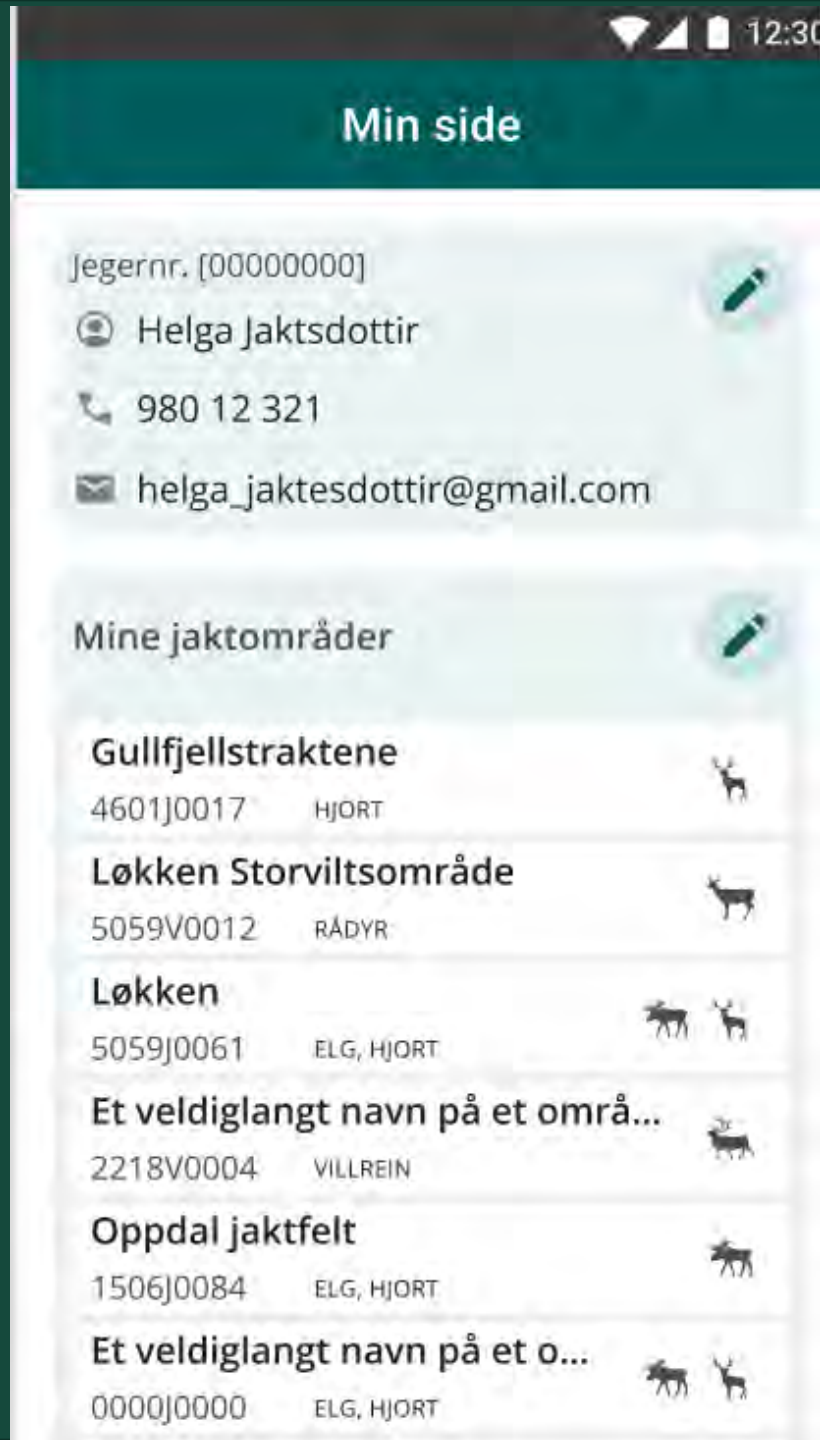 12:30
Min side
Jegernr. [00000000]
Helga Jaktsdottir
980 12 321
helga_jaktesdottir@gmail.com
Mine jaktområder
Gullfjellstraktene
4601J0017 HJORT
Løkken Storviltsområde
5059V0012 RÅDYR
Løkken
5059J0061 ELG, HJORT
Et veldiglangt navn på et områ...
2218V0004 VILLREIN
Oppdal jaktfelt
1506J0084 ELG, HJORT
Et veldiglangt navn på et o...
0000J0000 ELG, HJORT